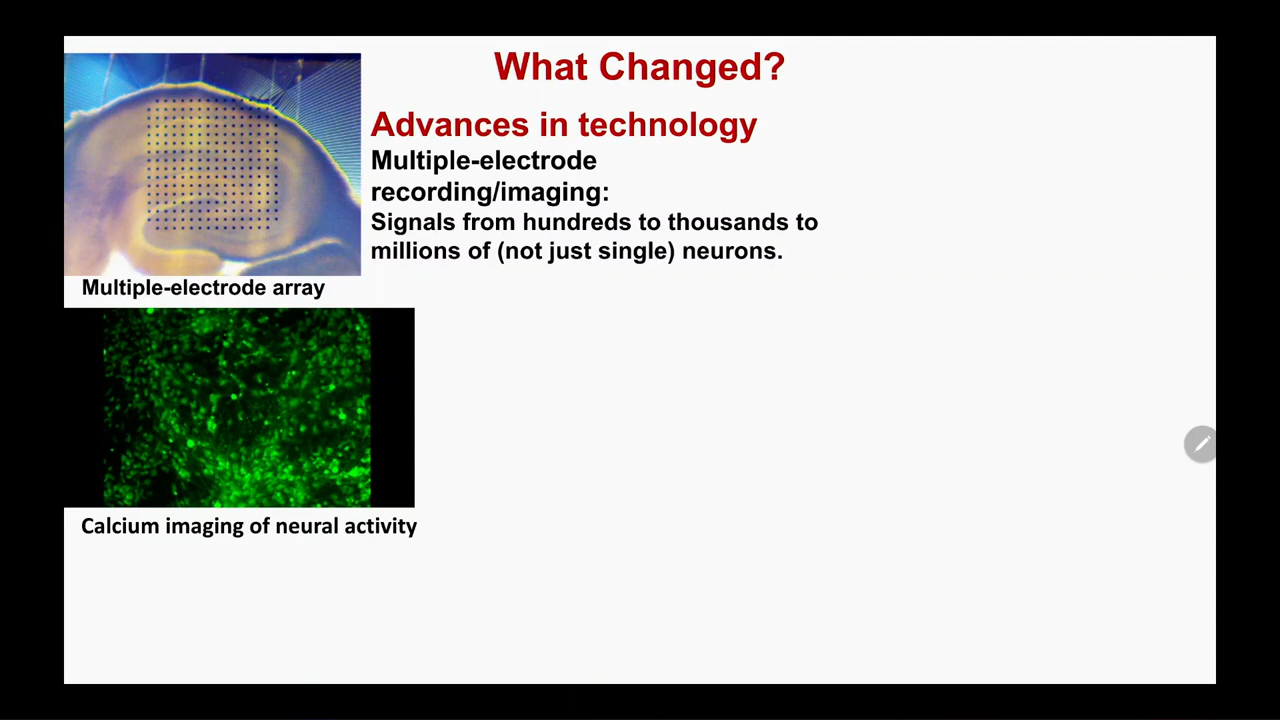 What Changed?
Advances in technology
Multiple-electrode
recording/imaging:
Signals from hundreds to thousands to
millions of (not just single) neurons.
Multiple-electrode array
Calcium imaging of neural activity